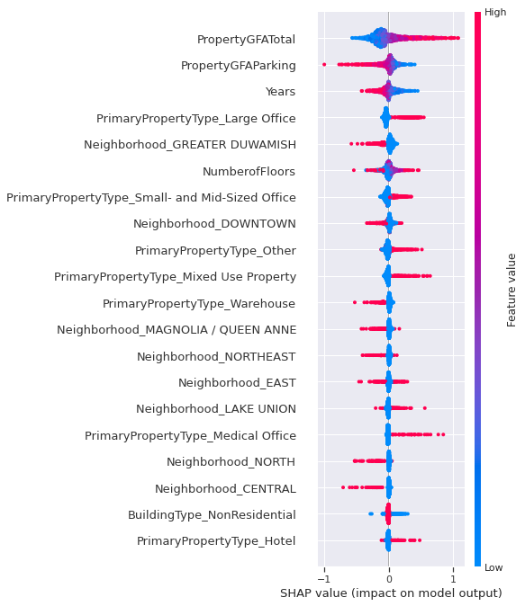 High
PropertyGFATotal
PropertyGFAParking
Years
PrimaryPropertyType_Large Office
Neighborhood_GREATER DUWAMISH
NumberofFloors
PrimaryPropertyType_Small- and Mid-Sized Office
Neighborhood_DOWNTOWN
PrimaryPropertyType_Other
PrimaryPropertyType_Mixed Use Property
PrimaryPropertyType_Warehouse
Neighborhood_MAGNOLIA / QUEEN ANNE
Neighborhood_NORTHEAST
Neighborhood_EAST
Neighborhood_LAKE UNION
PrimaryPropertyType_Medical Office
Neighborhood_NORTH
Neighborhood_CENTRAL
BuildingType_NonResidential
PrimaryPropertyType_Hotel
Feature value
Low
−1 0 1
SHAP value (impact on model output)